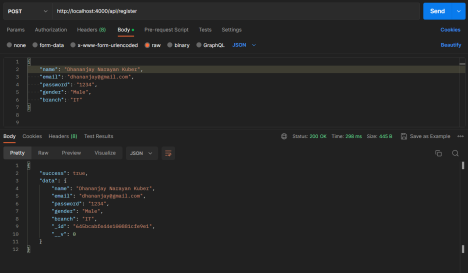 POST http://localhost:4000/api/register Send
Params Authorization Headers (8) Body Pre-request Script Tests Settings Cookies
none form-data x-www-form-urlencoded raw binary GraphQL JSON Beautify
1 {
2 "name": "Dhananjay Narayan Kuber",
3 "email": "dhananjay@gmail.com",
4 "password": "1234",
5 "gender": "Male",
6 "branch": "IT"
7 }
8
9
Body Cookies Headers (8) Test Results Status: 200 OK Time: 298 ms Size: 445 B Save as Example
Pretty Raw Preview Visualize JSON
1 {
2 "success": true,
3 "data": {
4 "name": "Dhananjay Narayan Kuber",
5 "email": "dhananjay@gmail.com",
6 "password": "1234",
7 "gender": "Male",
8 "branch": "IT",
9 "_id":
10 "__v": 0
11 }
12 }